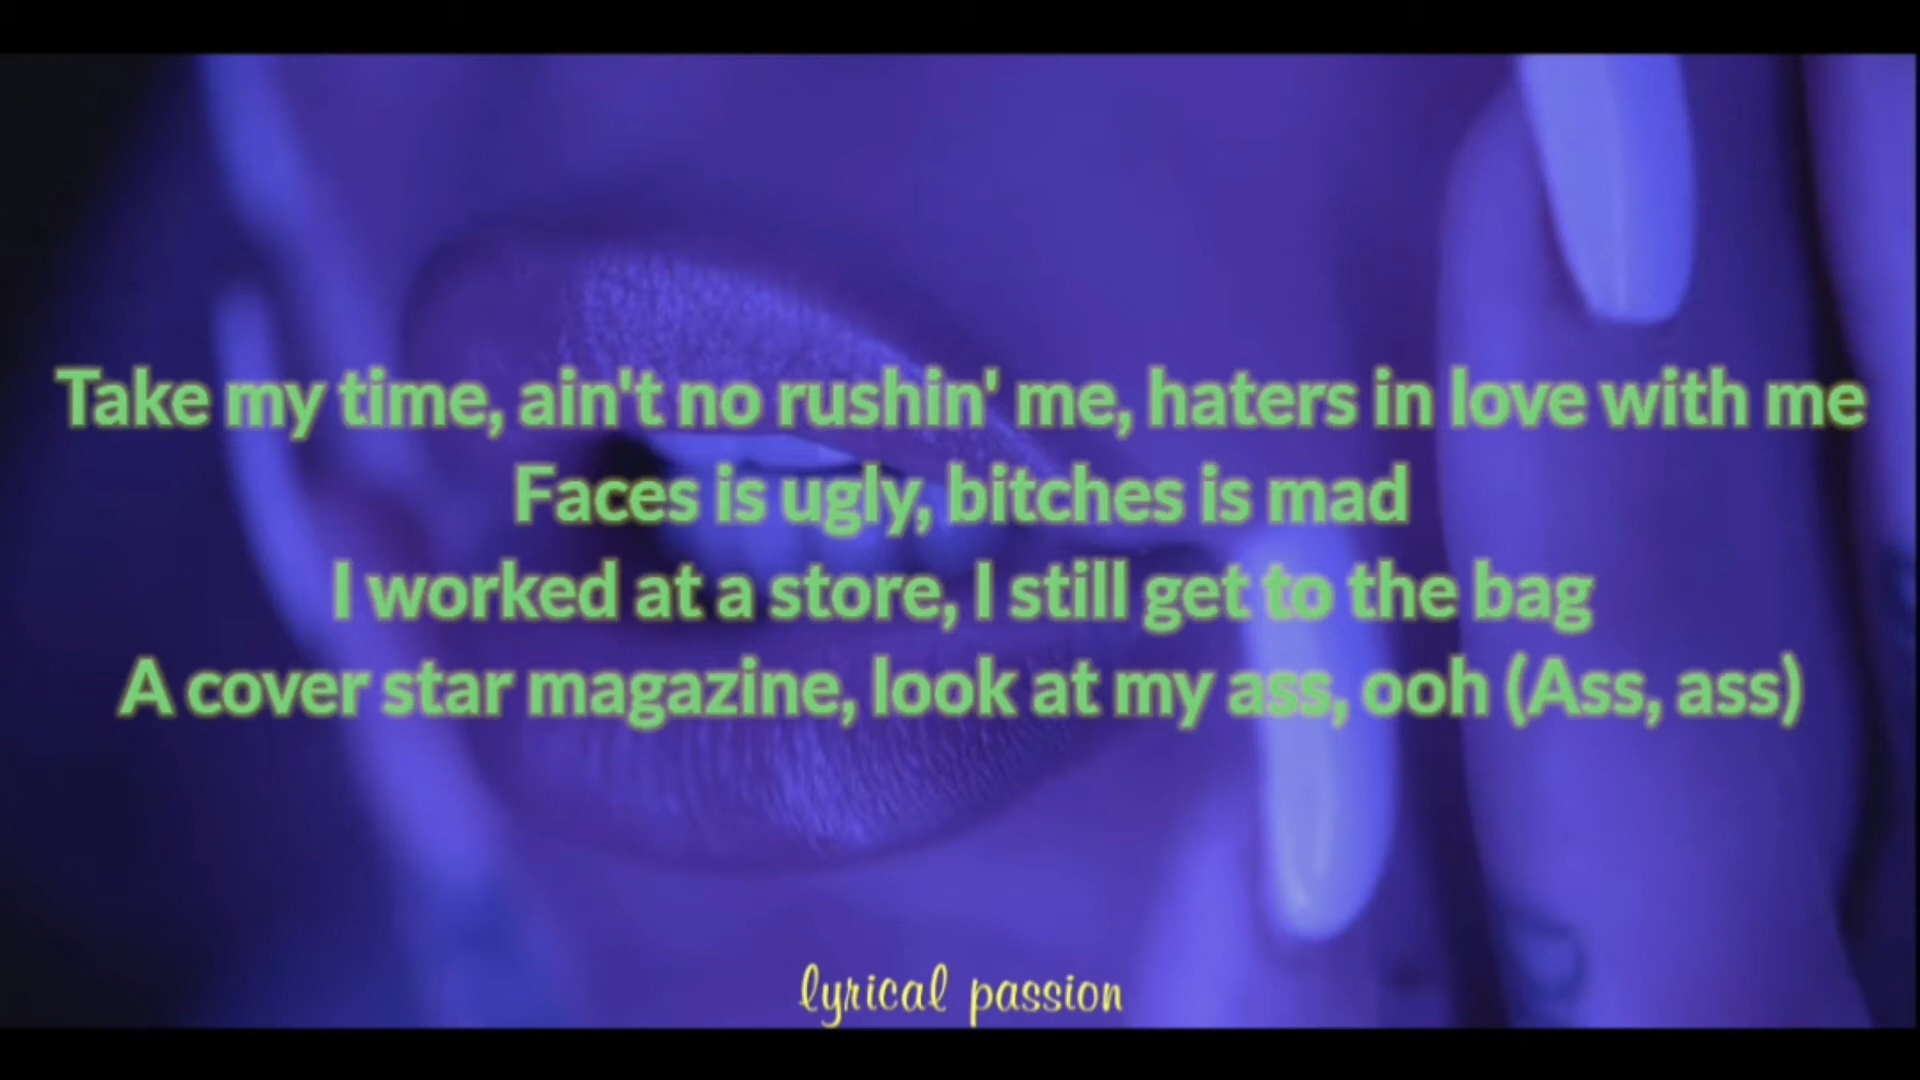 Take my time, ain't no rushin' me, haters in love with me
Faces is ugly, bitches is mad
I worked at a store, I still get to the bag
A cover star magazine, look at my ass, ooh (Ass, ass)
lyrical passion